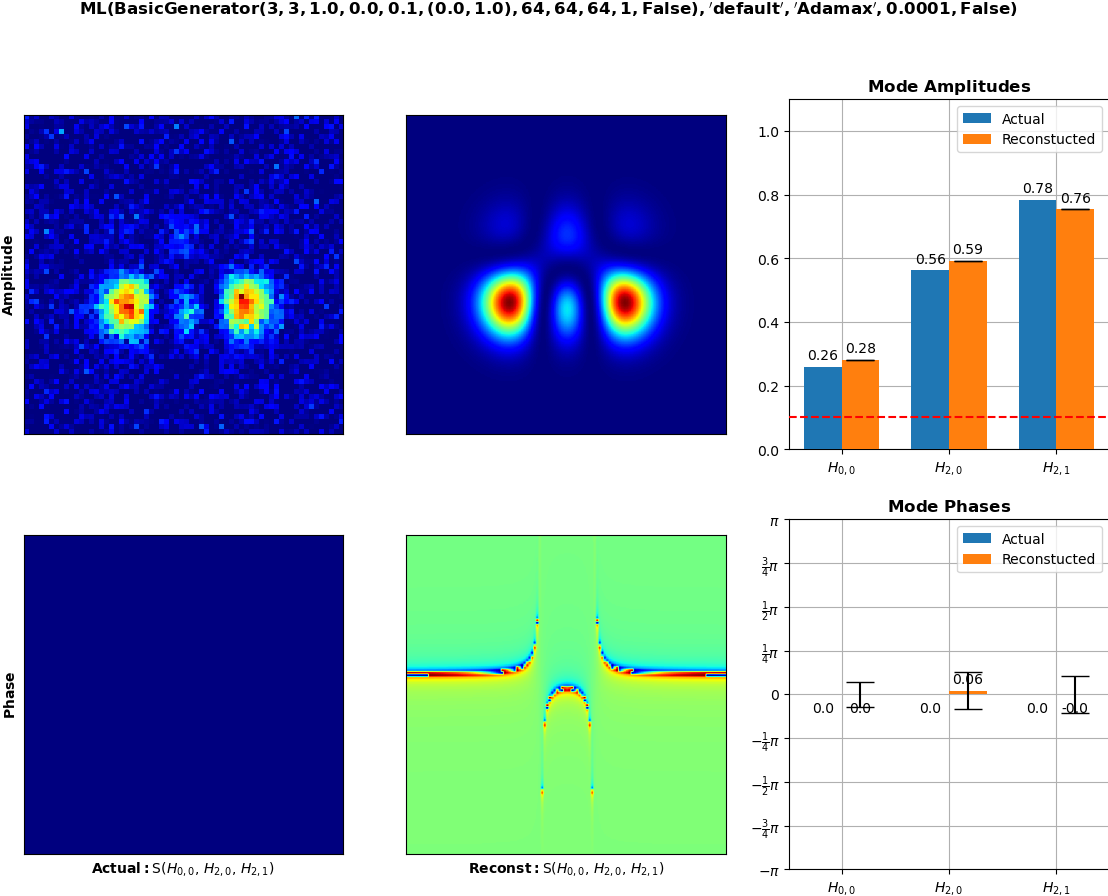 ML(BasicGenerator(3, 3, 1.0, 0.0, 0.1, (0.0, 1.0), 64, 64, 64, 1, False), 'default', 'Adamax', 0.0001, False)
Amplitude
Mode Amplitudes
Actual
Reconstucted
1.0
0.8
0.6
0.4
0.2
0.0
0.26
0.28
0.56
0.59
0.78
0.76
H0,0
H2,0
H2,1
Phase
Actual: S(H0,0, H2,0, H2,1)
Reconst: S(H0,0, H2,0, H2,1)
Mode Phases
Actual
Reconstucted
π
3/4π
1/2π
1/4π
0
−1/4π
−1/2π
−3/4π
−π
0.0
0.0
0.0
0.06
0.0
-0.0
H0,0
H2,0
H2,1